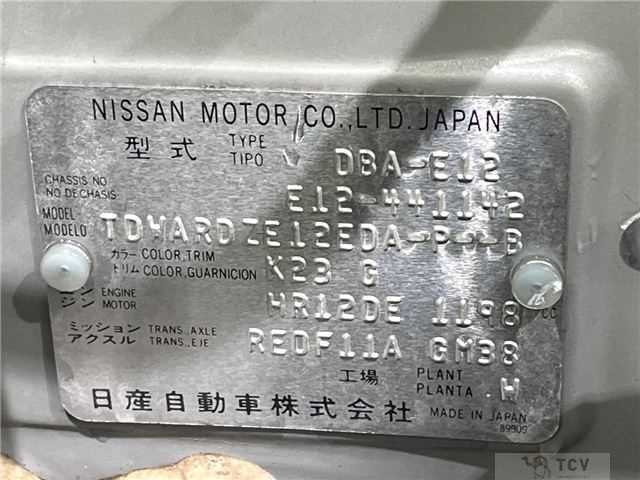 NISSAN MOTOR CO.,LTD. JAPAN
型式 TYPE TIPO DBA-E12
CHASSIS NO NO DE CHASIS E12-441142
MODEL MODELO TDWARDZE12EDA-P--B
カラー COLOR,TRIM トリム COLOR,GUARNICION K23 G
エンジン ENGINE MOTOR HR12DE 1198 CC
ミッション TRANS.,AXLE アクスル TRANS.,EJE RE0F11A GM38
工場 PLANT PLANTA H
日産自動車株式会社 MADE IN JAPAN
89909
TCV